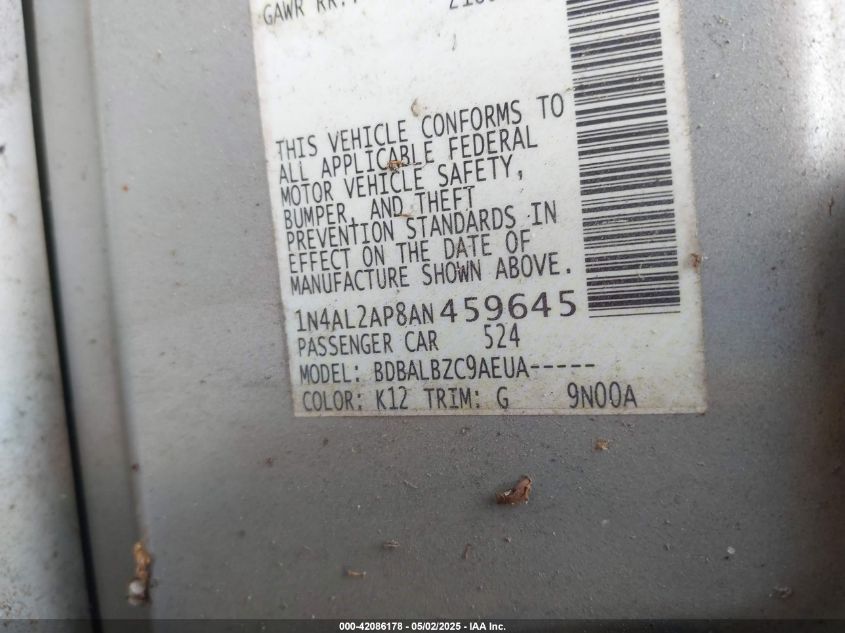 GAWR RR:
THIS VEHICLE CONFORMS TO
ALL APPLICABLE FEDERAL
MOTOR VEHICLE SAFETY,
BUMPER, AND THEFT
PREVENTION STANDARDS IN
EFFECT ON THE DATE OF
MANUFACTURE SHOWN ABOVE.
1N4AL2AP8AN459645
PASSENGER CAR 524
MODEL: BDBALBZC9AEUA-----
COLOR: K12 TRIM: G 9N00A
000-42086178 - 05/02/2025 - IAA Inc.